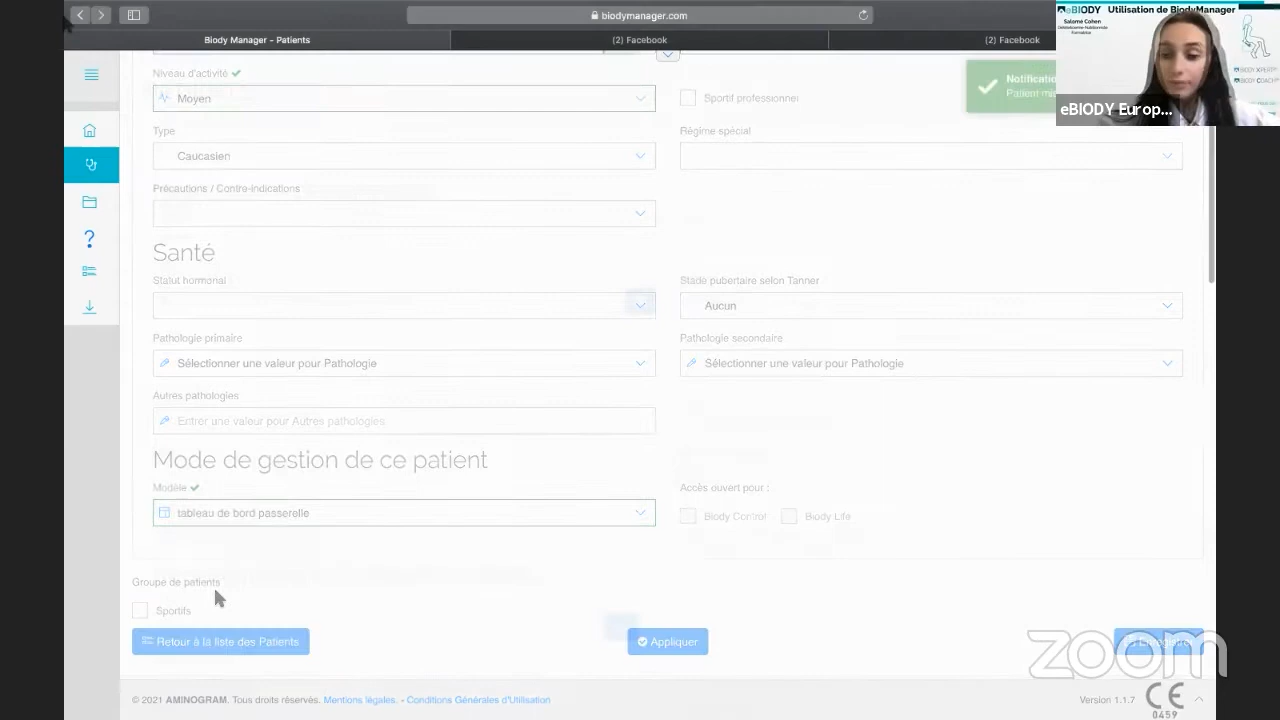 biodymanager.com
Biody Manager - Patients
(2) Facebook
(2) Facebook
eBIODY Utilisation de BiodyManager
Salomé Cohen
eBIODY Europ...
Notification
Patient mis
Niveau d'activité
Moyen
Sportif professionnel
Type
Régime spécial
Caucasien
Précautions / Contre-indications
Santé
Statut hormonal
Stade pubertaire selon Tanner
Aucun
Pathologie primaire
Pathologie secondaire
Sélectionner une valeur pour Pathologie
Sélectionner une valeur pour Pathologie
Autres pathologies
Entrer une valeur pour Autres pathologies
Mode de gestion de ce patient
Modèle
Accès ouvert pour :
tableau de bord passerelle
Biody Control
Biody Life
Groupe de patients
Sportifs
Retour à la liste des Patients
Appliquer
Enregistrer
zoom
© 2021 AMINOGRAM. Tous droits réservés. Mentions légales. - Conditions Générales d'Utilisation
Version 1.1.7
CE
0459